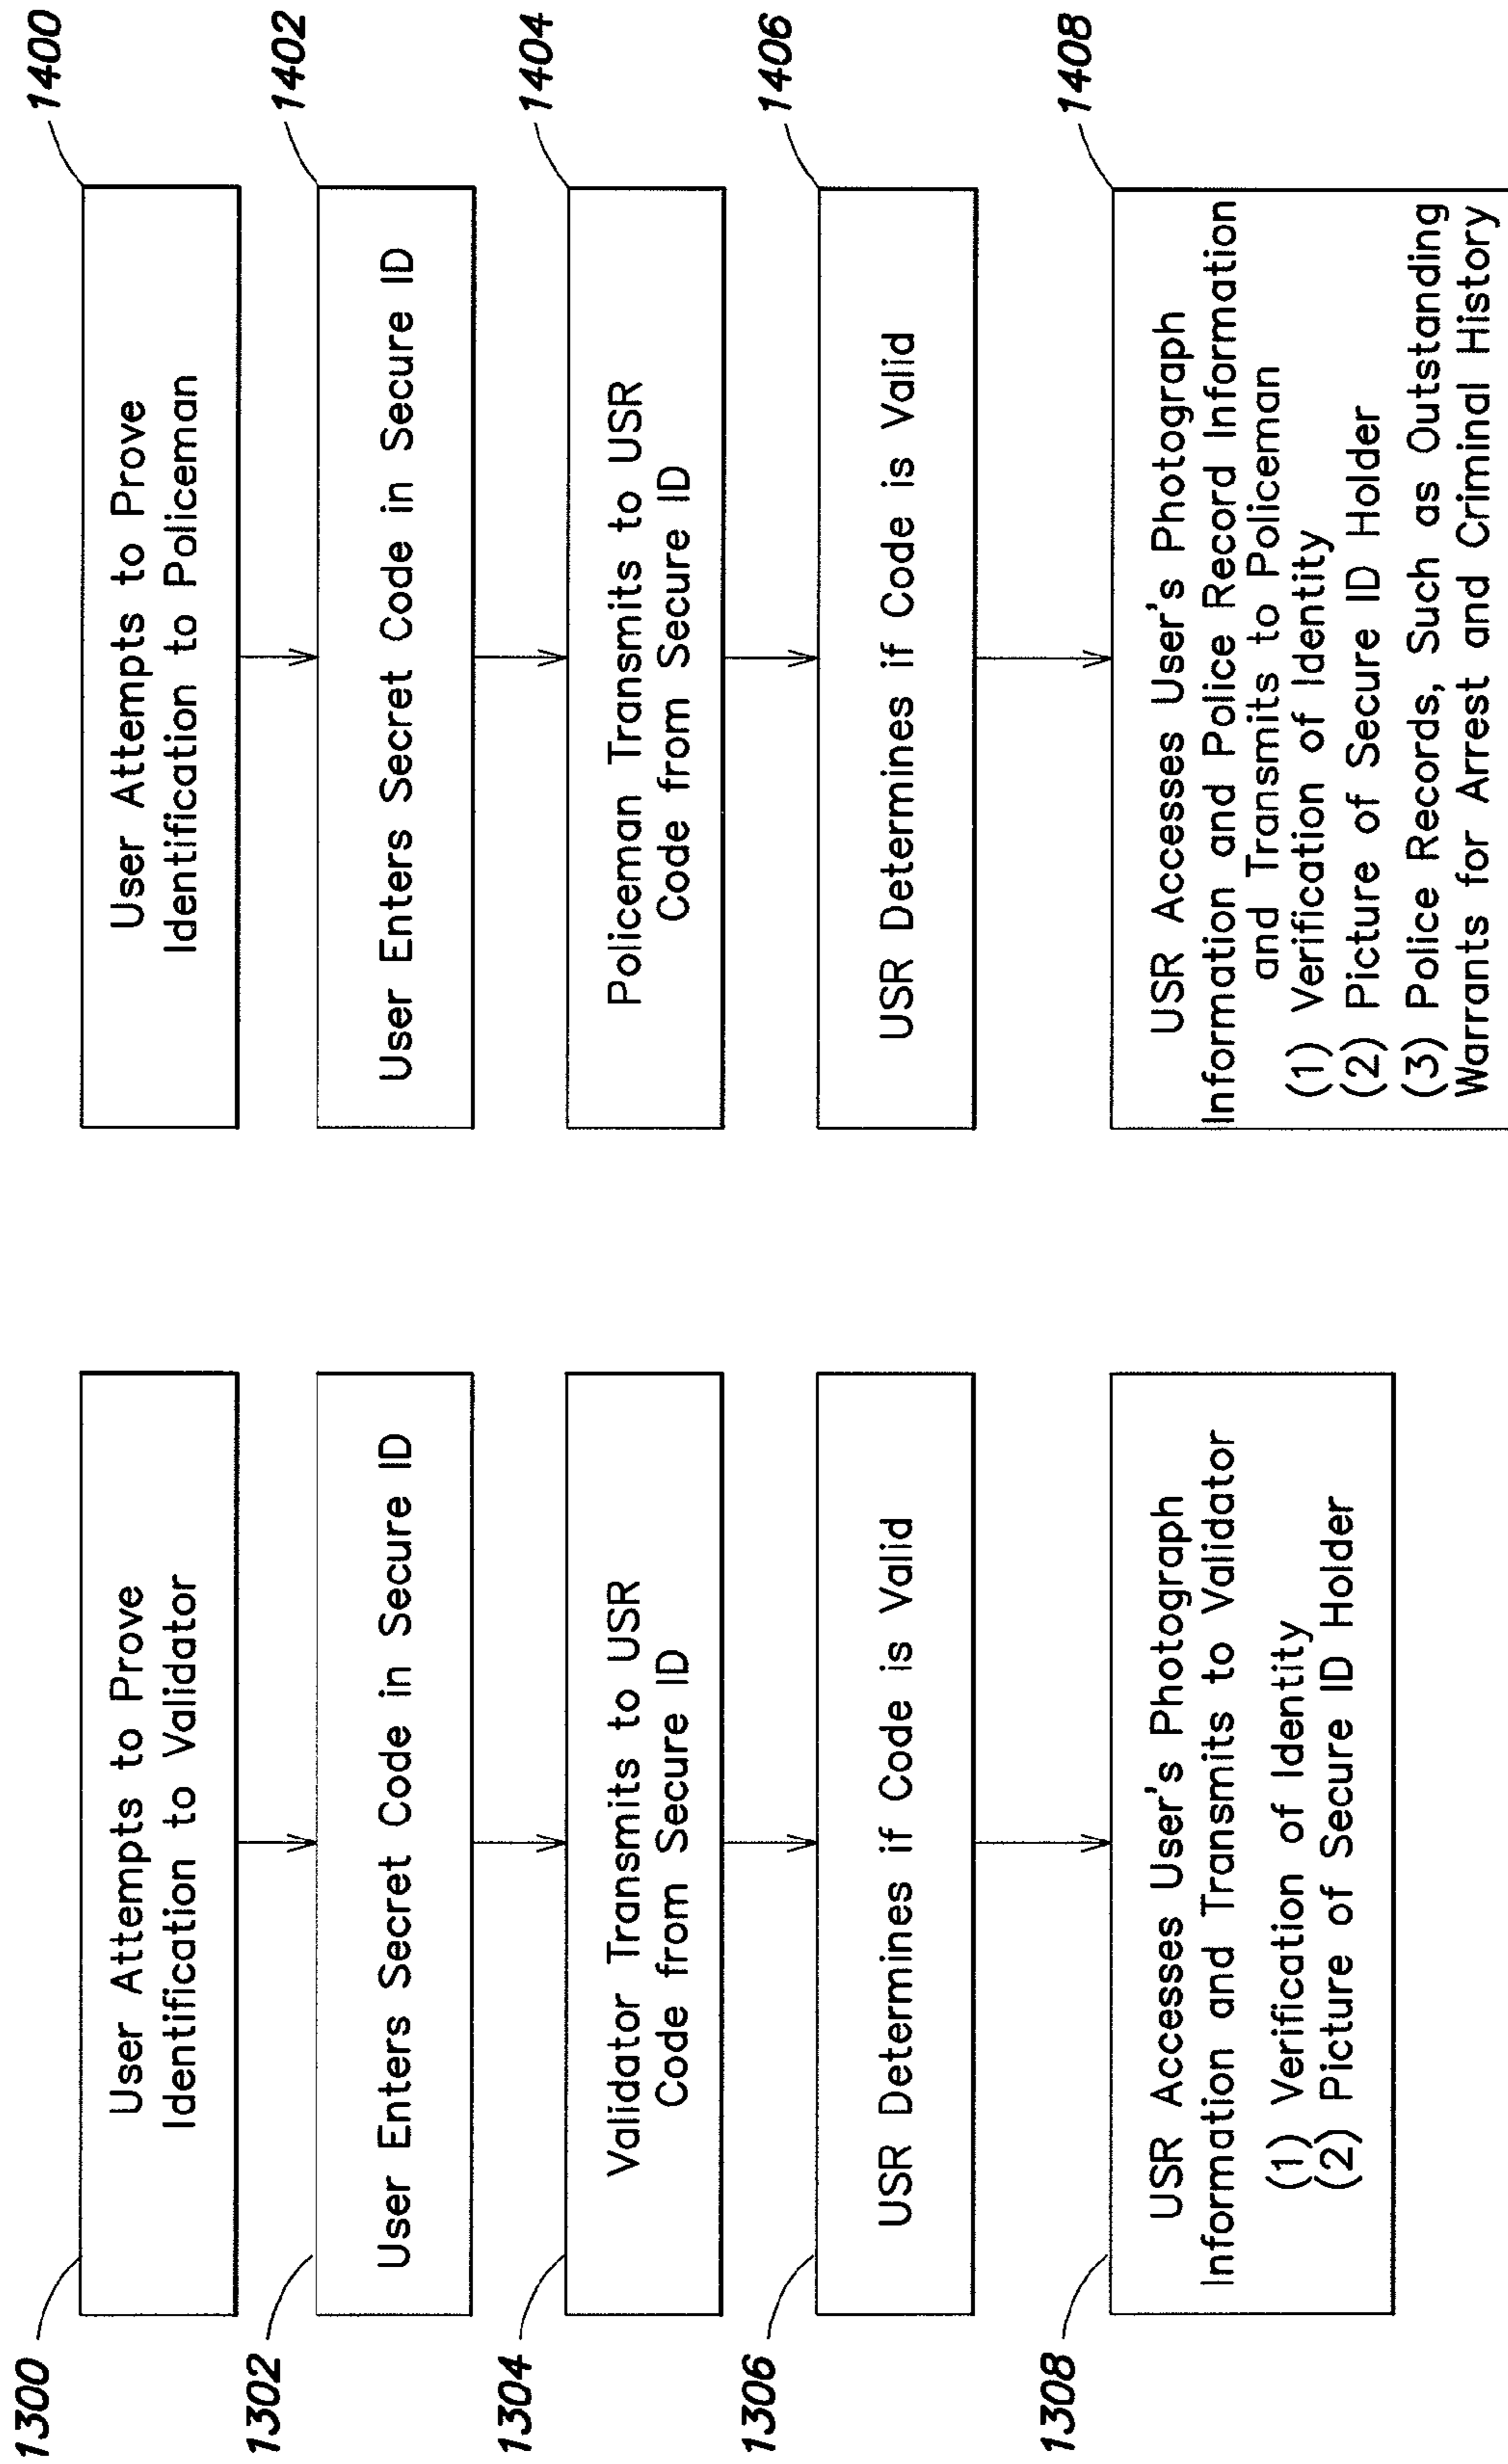 1300
User Attempts to Prove
Identification to Validator
1302
User Enters Secret Code in Secure ID
1304
Validator Transmits to USR
Code from Secure ID
1306
USR Determines if Code is Valid
1308
USR Accesses User's Photograph
Information and Transmits to Validator
(1) Verification of Identity
(2) Picture of Secure ID Holder
1400
User Attempts to Prove
Identification to Policeman
1402
User Enters Secret Code in Secure ID
1404
Policeman Transmits to USR
Code from Secure ID
1406
USR Determines if Code is Valid
1408
USR Accesses User's Photograph
Information and Police Record Information
and Transmits to Policeman
(1) Verification of Identity
(2) Picture of Secure ID Holder
(3) Police Records, Such as Outstanding
Warrants for Arrest and Criminal History